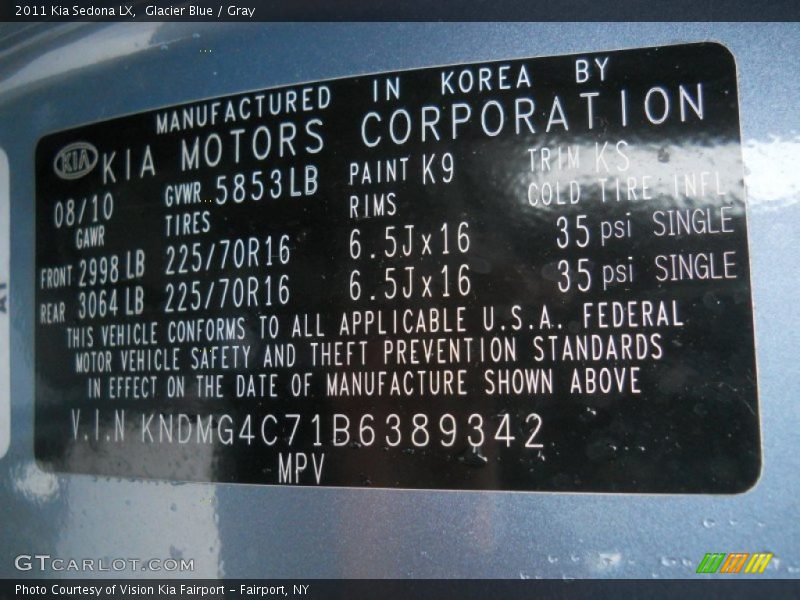 2011 Kia Sedona LX,  Glacier Blue / Gray
MANUFACTURED IN KOREA BY
KIA KIA MOTORS CORPORATION
08/10 GVWR 5853LB PAINT K9 TRIM KS
GAWR TIRES RIMS COLD TIRE INFL
FRONT 2998 LB 225/70R16 6.5Jx16 35 psi SINGLE
REAR 3064 LB 225/70R16 6.5Jx16 35 psi SINGLE
THIS VEHICLE CONFORMS TO ALL APPLICABLE U.S.A. FEDERAL
MOTOR VEHICLE SAFETY AND THEFT PREVENTION STANDARDS
IN EFFECT ON THE DATE OF MANUFACTURE SHOWN ABOVE
V.I.N KNDMG4C71B6389342
MPV
GTCARLOT.COM
Photo Courtesy of Vision Kia Fairport - Fairport, NY